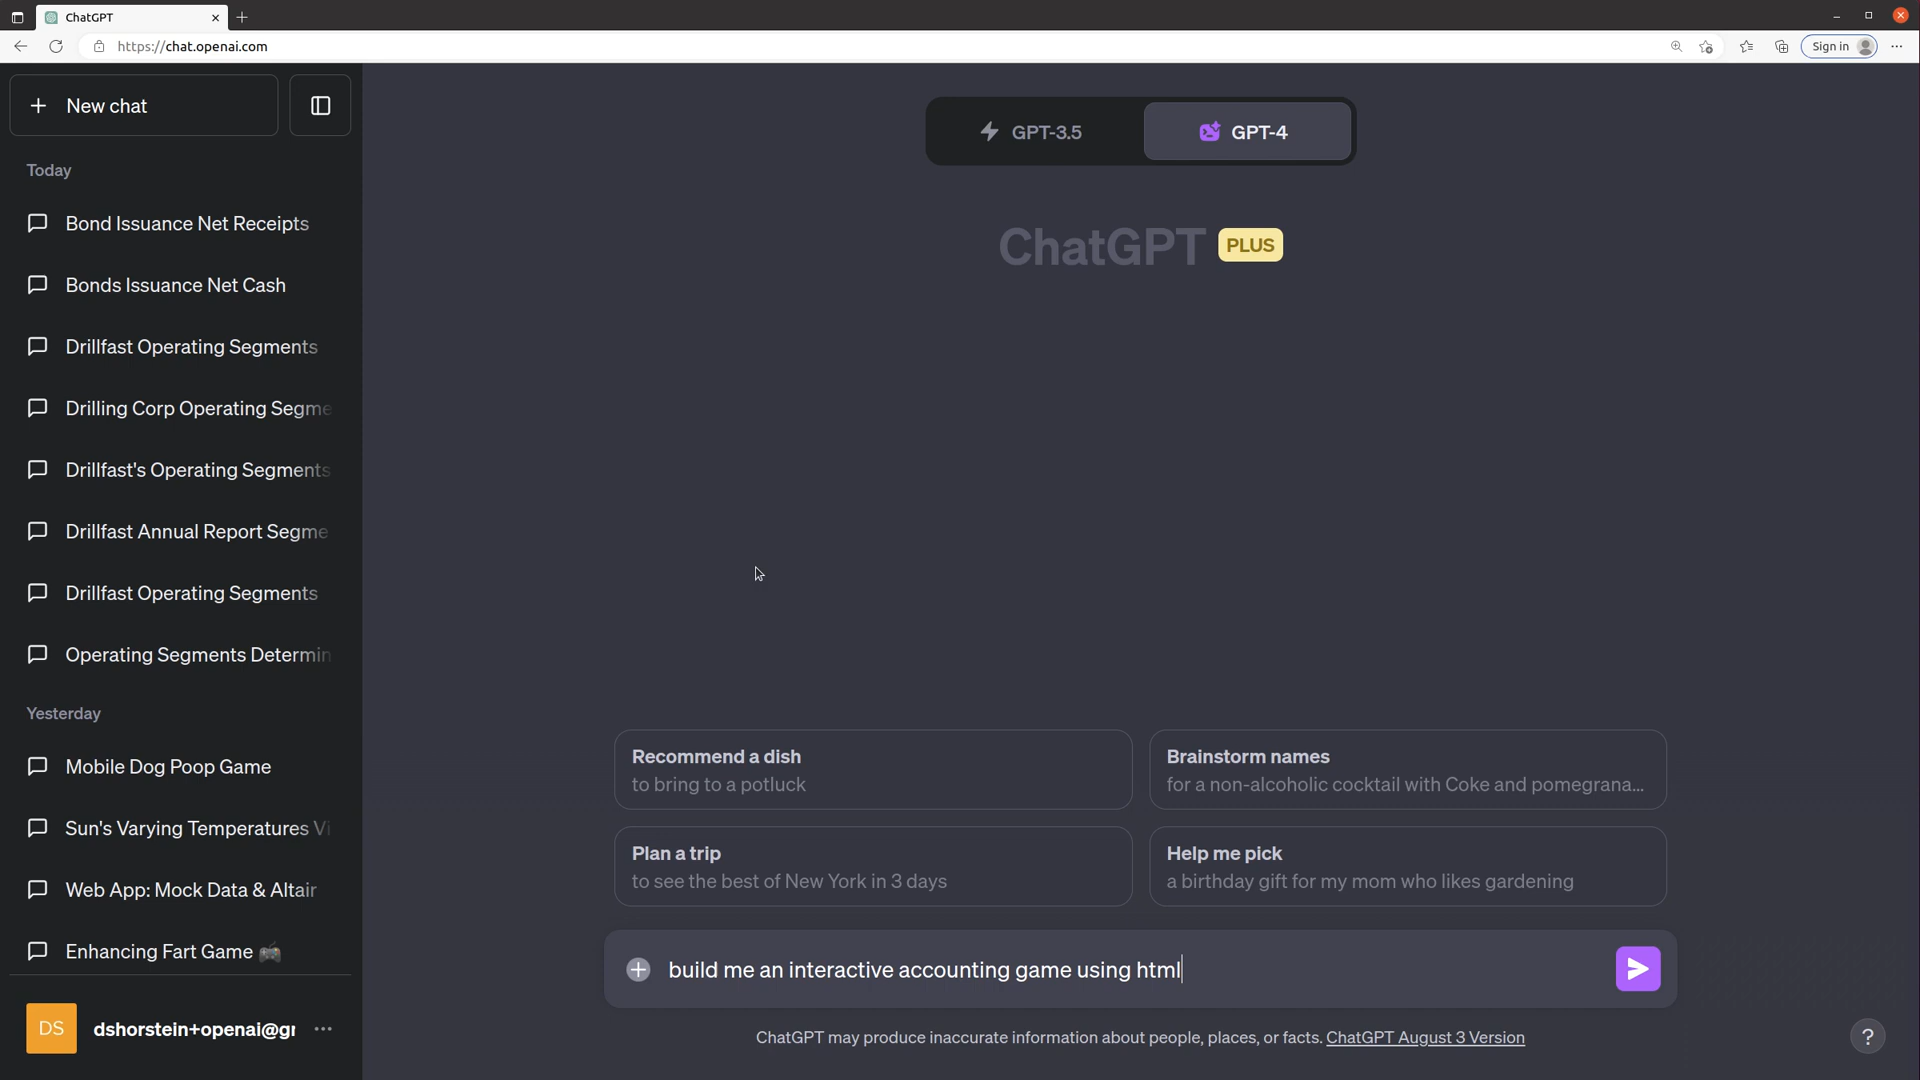 ChatGPT
https://chat.openai.com
Sign in
New chat
Today
Bond Issuance Net Receipts
Bonds Issuance Net Cash
Drillfast Operating Segments
Drilling Corp Operating Segme
Drillfast's Operating Segments
Drillfast Annual Report Segme
Drillfast Operating Segments
Operating Segments Determin
Yesterday
Mobile Dog Poop Game
Sun's Varying Temperatures Vi
Web App: Mock Data & Altair
Enhancing Fart Game 🎮
DS
dshorstein+openai@gr
GPT-3.5
GPT-4
ChatGPT PLUS
Recommend a dish
to bring to a potluck
Brainstorm names
for a non-alcoholic cocktail with Coke and pomegrana...
Plan a trip
to see the best of New York in 3 days
Help me pick
a birthday gift for my mom who likes gardening
build me an interactive accounting game using html
ChatGPT may produce inaccurate information about people, places, or facts. ChatGPT August 3 Version
?